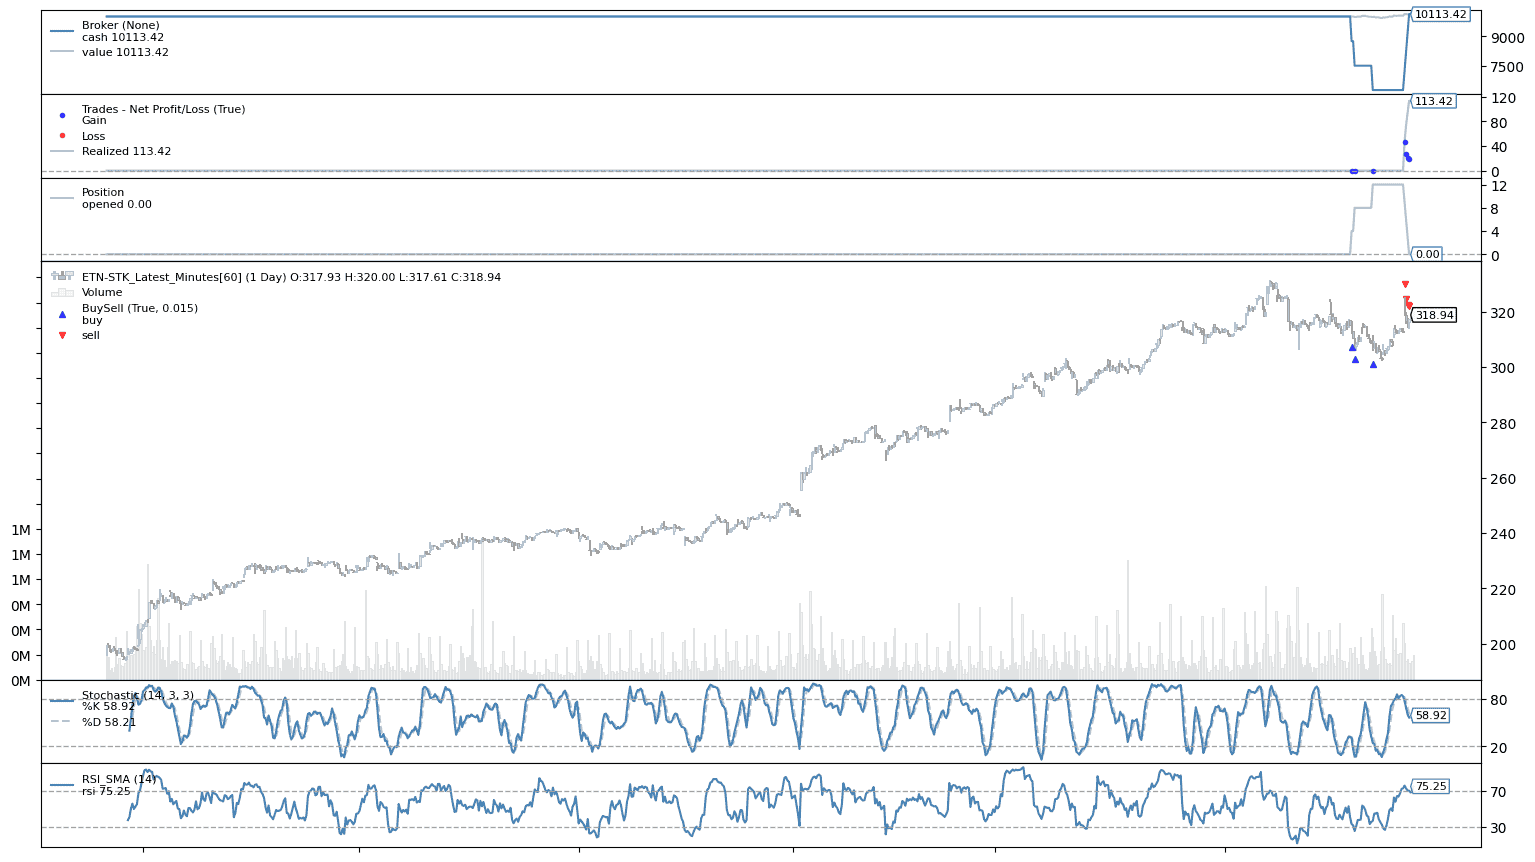 Broker (None)
cash 10113.42
value 10113.42
10113.42
9000
7500
Trades - Net Profit/Loss (True)
Gain
Loss
Realized 113.42
113.42
120
80
40
0
Position
opened 0.00
12
8
4
0
0.00
ETN-STK_Latest_Minutes[60] (1 Day) O:317.93 H:320.00 L:317.61 C:318.94
Volume
BuySell (True, 0.015)
buy
sell
318.94
320
300
280
260
240
220
200
1M
1M
1M
0M
0M
0M
0M
Stochastic (14, 3, 3)
%K 58.92
%D 58.21
80
58.92
20
RSI_SMA (14)
rsi 75.25
75.25
70
30